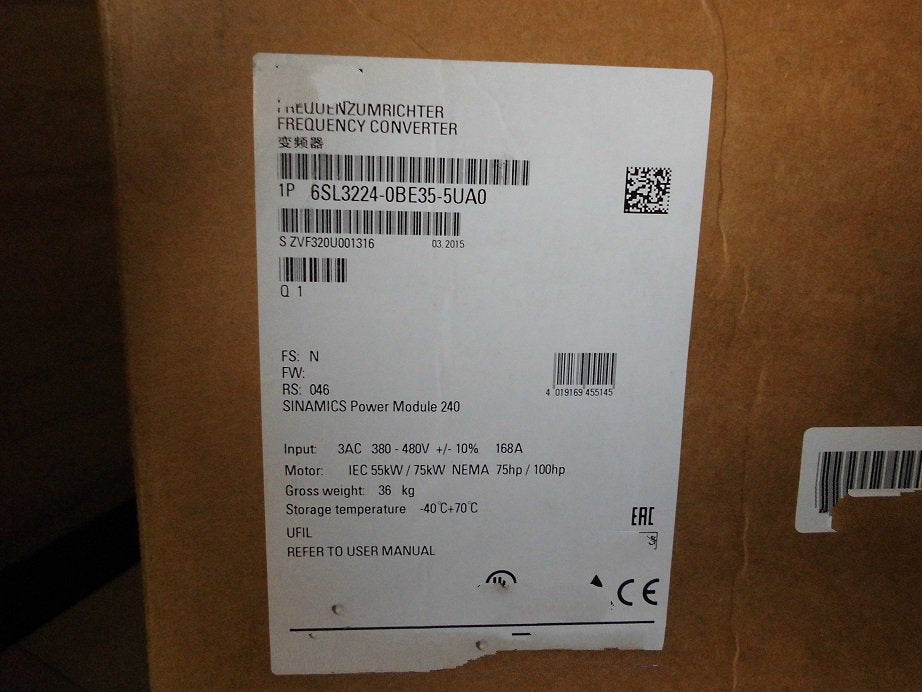 FREQUENZUMRICHTER
FREQUENCY CONVERTER
变频器
1P 6SL3224-0BE35-5UA0
S ZVF320U001316 03.2015
Q 1
FS: N
FW:
RS: 046
4 019169 455145
SINAMICS Power Module 240
Input: 3AC 380 - 480V +/- 10% 168A
Motor: IEC 55kW / 75kW NEMA 75hp / 100hp
Gross weight: 36 kg
Storage temperature -40°C+70°C
UFIL
EAC
REFER TO USER MANUAL
CE